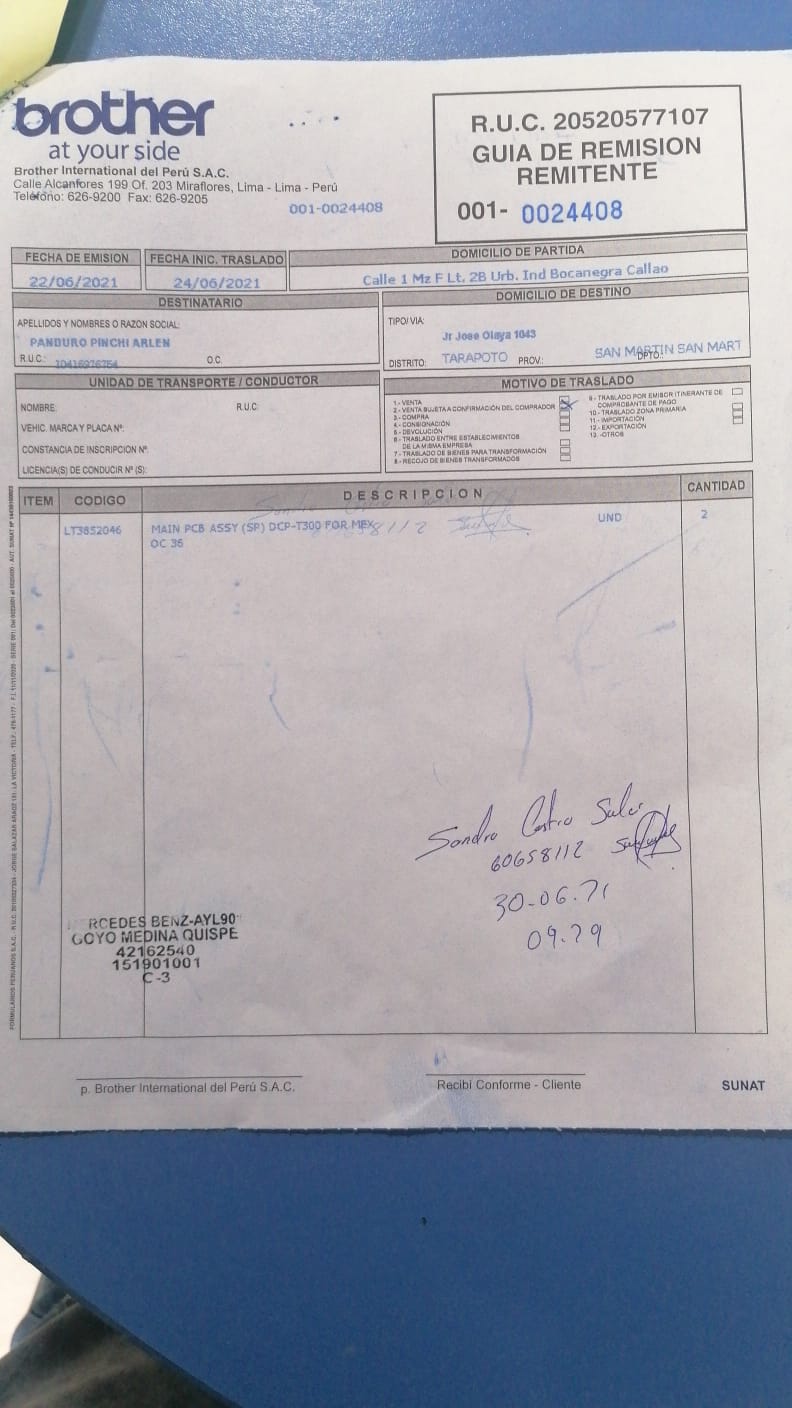 brother
at your side
Brother International del Perú S.A.C.
Calle Alcanfores 199 Of. 203 Miraflores, Lima - Lima - Perú
Teléfono: 626-9200 Fax: 626-9205
001-0024408
R.U.C. 20520577107
GUIA DE REMISION
REMITENTE
001- 0024408
FECHA DE EMISION
22/06/2021
FECHA INIC. TRASLADO
24/06/2021
DOMICILIO DE PARTIDA
Calle 1 Mz F Lt. 2B Urb. Ind Bocanegra Callao
DESTINATARIO
APELLIDOS Y NOMBRES O RAZON SOCIAL:
PANDURO PINCHI ARLEN
R.U.C.: O.C.
DOMICILIO DE DESTINO
TIPO/VIA:
Jr Jose Olaya 1043
DISTRITO: TARAPOTO PROV.: SAN MARTIN DPTO.: SAN MART
UNIDAD DE TRANSPORTE / CONDUCTOR
NOMBRE: R.U.C:
VEHIC. MARCA Y PLACA Nº:
CONSTANCIA DE INSCRIPCION Nº.
LICENCIA(S) DE CONDUCIR Nº (S):
MOTIVO DE TRASLADO
1 - VENTA
2 - VENTA SUJETA A CONFIRMACIÓN DEL COMPRADOR
3 - COMPRA
4 - CONSIGNACIÓN
5 - DEVOLUCIÓN
6 - TRASLADO ENTRE ESTABLECIMIENTOS
DE LA MISMA EMPRESA
7 - TRASLADO DE BIENES PARA TRANSFORMACIÓN
8 - RECOJO DE BIENES TRANSFORMADOS
9 - TRASLADO POR EMISOR ITINERANTE DE
COMPROBANTE DE PAGO
10 - TRASLADO ZONA PRIMARIA
11 - IMPORTACIÓN
12 - EXPORTACIÓN
13 - OTROS
ITEM CODIGO DESCRIPCION CANTIDAD
LT3852046 MAIN PCB ASSY (SP) DCP-T300 FOR MEX UND 2
OC 36
Sandro Castro
60658112
30-06-21
09.29
RCEDES BENZ-AYL90
GOYO MEDINA QUISPE
42162540
151901001
C-3
p. Brother International del Perú S.A.C.
Recibí Conforme - Cliente
SUNAT